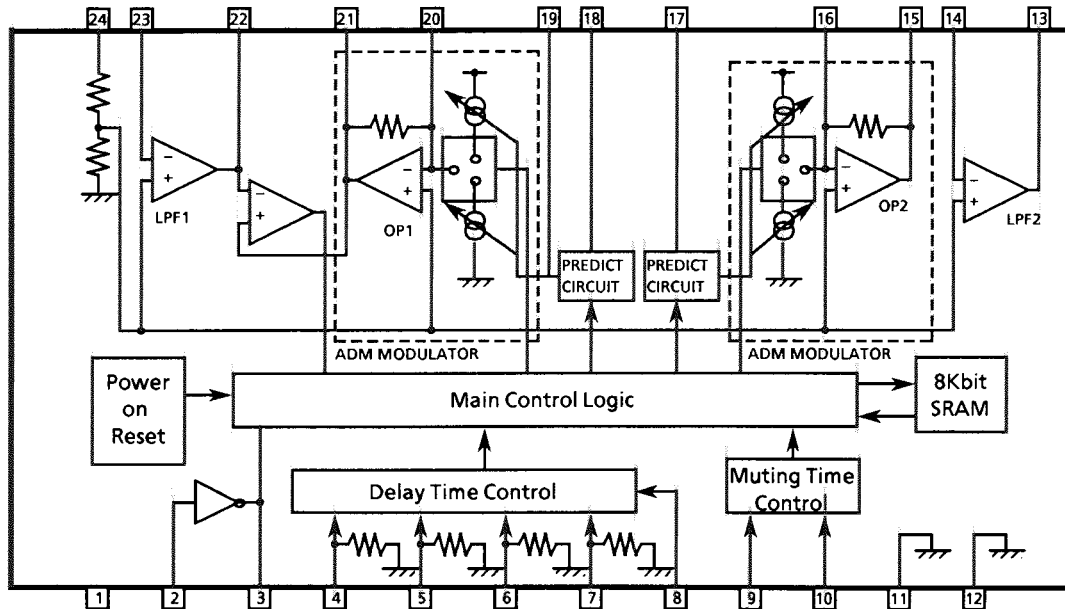 24 23 22 21 20 19 18 17 16 15 14 13
LPF1
OP1
OP2
LPF2
PREDICT
CIRCUIT
PREDICT
CIRCUIT
ADM MODULATOR
ADM MODULATOR
Power
on
Reset
Main Control Logic
8Kbit
SRAM
Delay Time Control
Muting Time
Control
1 2 3 4 5 6 7 8 9 10 11 12